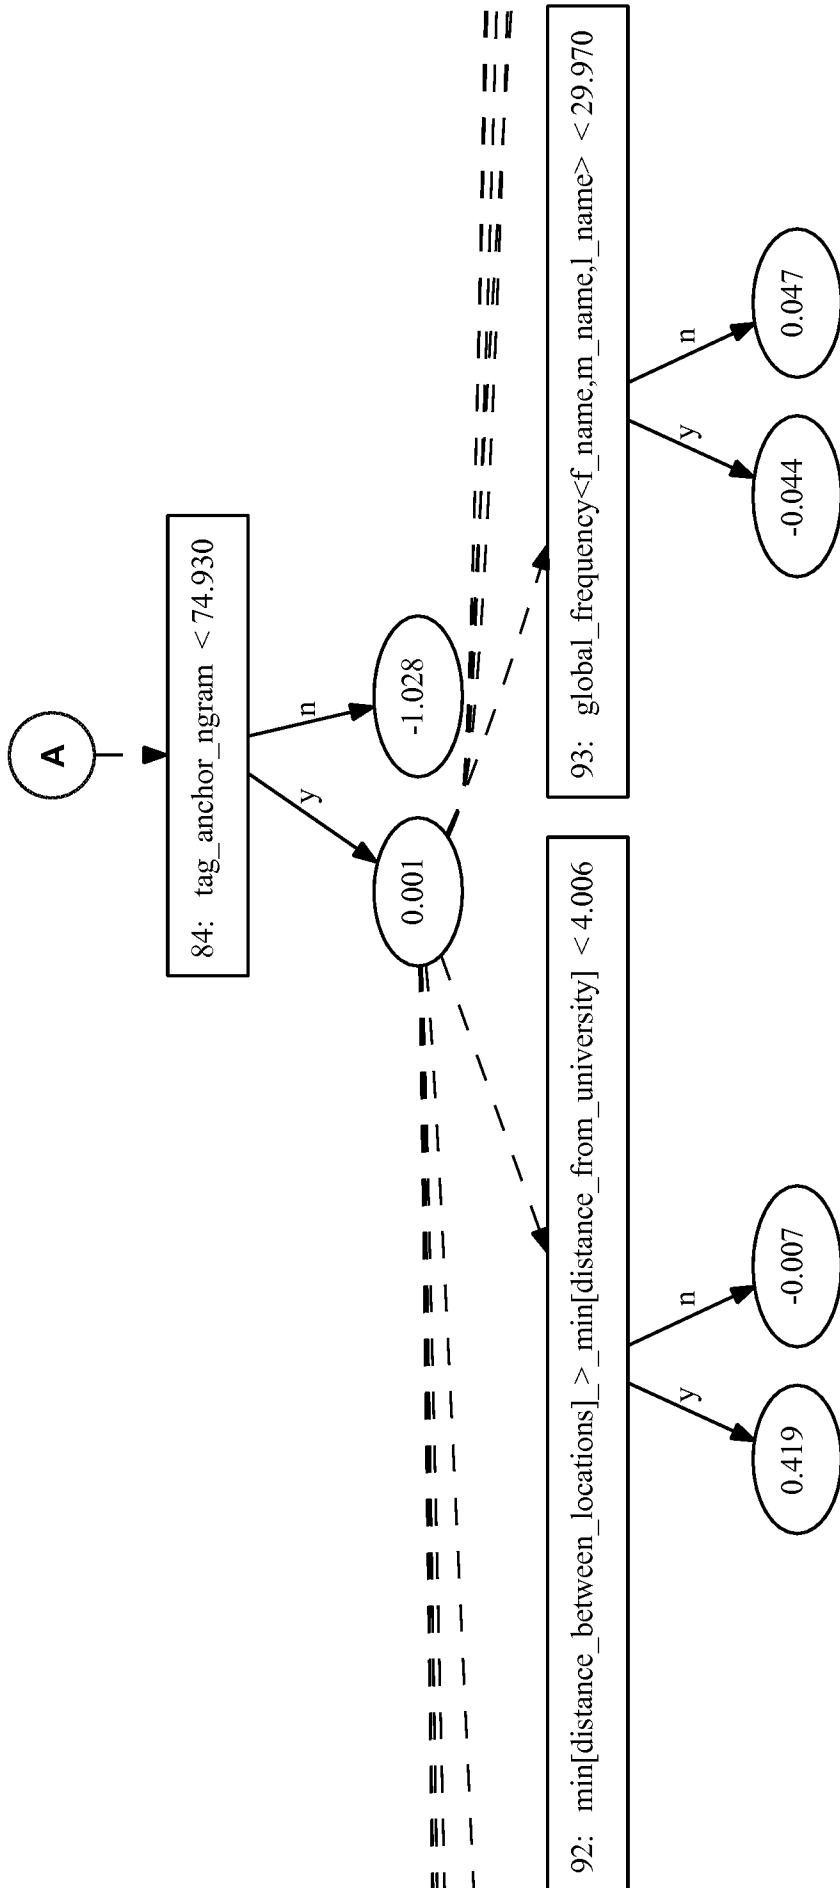 A
84: tag_anchor_ngram < 74.930
y
n
0.001
-1.028
92: min[distance_between_locations]_>_min[distance_from_university] < 4.006
93: global_frequency<f_name,m_name,l_name> < 29.970
y
n
y
n
0.419
-0.007
-0.044
0.047